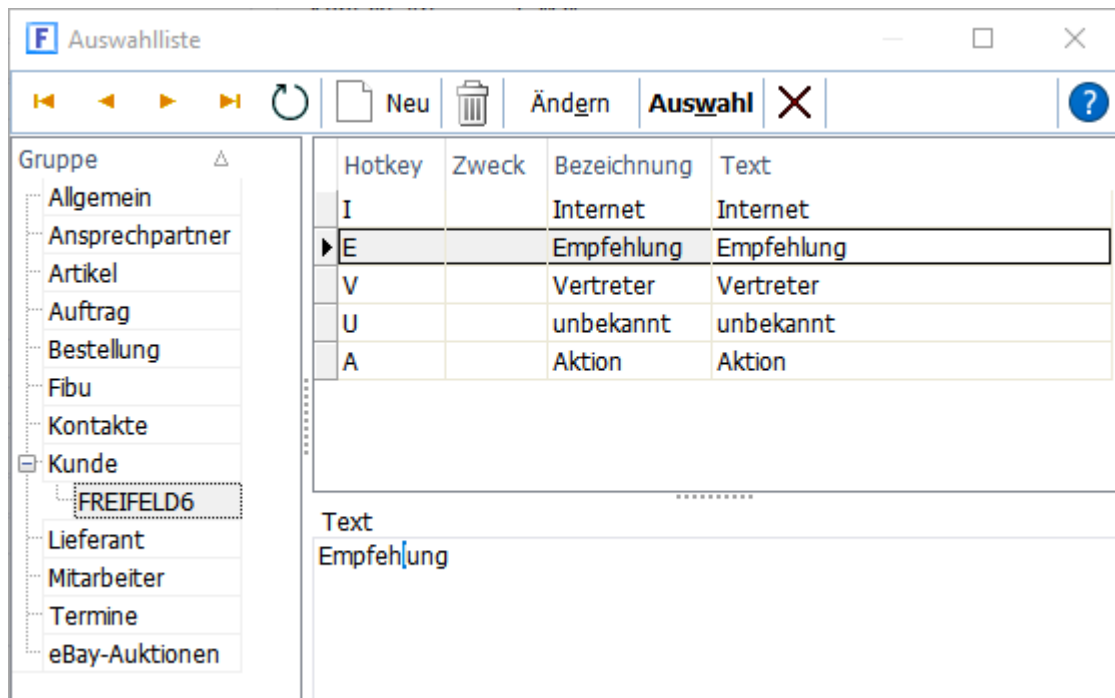 F Auswahlliste
Neu Ändern Auswahl ?
Gruppe
Allgemein
Ansprechpartner
Artikel
Auftrag
Bestellung
Fibu
Kontakte
Kunde
FREIFELD6
Lieferant
Mitarbeiter
Termine
eBay-Auktionen
Hotkey Zweck Bezeichnung Text
I Internet Internet
E Empfehlung Empfehlung
V Vertreter Vertreter
U unbekannt unbekannt
A Aktion Aktion
Text
Empfehlung